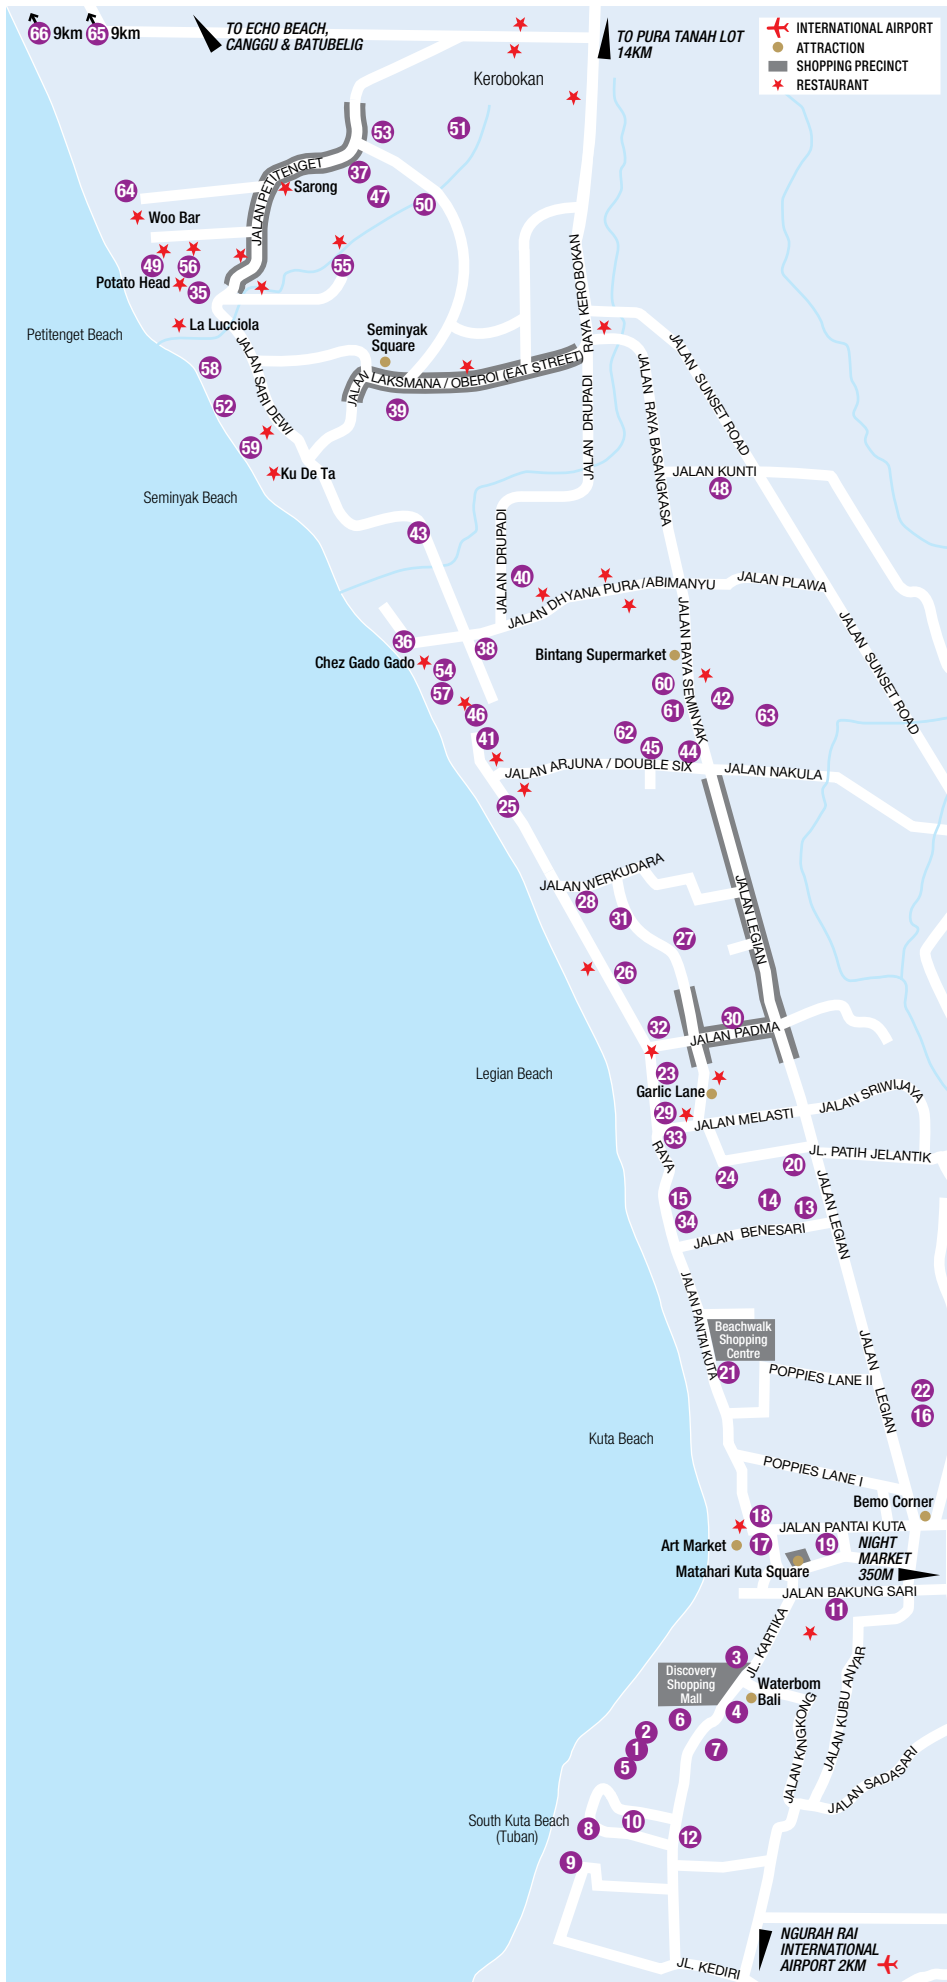 66 9km 65 9km
TO ECHO BEACH,
CANGGU & BATUBELIG
TO PURA TANAH LOT
14KM
INTERNATIONAL AIRPORT
ATTRACTION
SHOPPING PRECINCT
RESTAURANT
Kerobokan
53
51
JALAN PETITENGET
37
Sarong
47
50
64
Woo Bar
49
56
55
Potato Head
35
JALAN DRUPADI RAYA KEROBOKAN
La Lucciola
Petitenget Beach
Seminyak
Square
JALAN SARI DEWI
JALAN LAKSMANA / OBEROI (EAT STREET)
JALAN RAYA BASANGKASA
JALAN SUNSET ROAD
58
52
39
59
Ku De Ta
JALAN KUNTI
48
Seminyak Beach
43
JALAN DRUPADI
40
JALAN DHYANA PURA /ABIMANYU
JALAN PLAWA
JALAN RAYA SEMINYAK
JALAN SUNSET ROAD
36
38
Chez Gado Gado
54
Bintang Supermarket
57
60
42
46
61
63
41
62
45
44
JALAN ARJUNA / DOUBLE SIX
JALAN NAKULA
25
JALAN WERKUDARA
28
31
27
JALAN LEGIAN
26
32
30
JALAN PADMA
Legian Beach
23
Garlic Lane
29
JALAN MELASTI
JALAN SRIWIJAYA
33
RAYA
JL. PATIH JELANTIK
20
24
15
14
13
34
JALAN BENESARI
JALAN LEGIAN
JALAN PANTAI KUTA
Beachwalk
Shopping
Centre
21
POPPIES LANE II
JALAN LEGIAN
22
16
Kuta Beach
POPPIES LANE I
Bemo Corner
18
JALAN PANTAI KUTA
Art Market
17
19
NIGHT
MARKET
350M
Matahari Kuta Square
JALAN BAKUNG SARI
11
JL. KARTIKA
3
Discovery
Shopping
Mall
Waterbom
Bali
JALAN KUBU ANYAR
4
6
2
1
7
5
JALAN KINGKONG
JALAN SADASARI
South Kuta Beach
(Tuban)
8
10
12
9
NGURAH RAI
INTERNATIONAL
AIRPORT 2KM
JL. KEDIRI